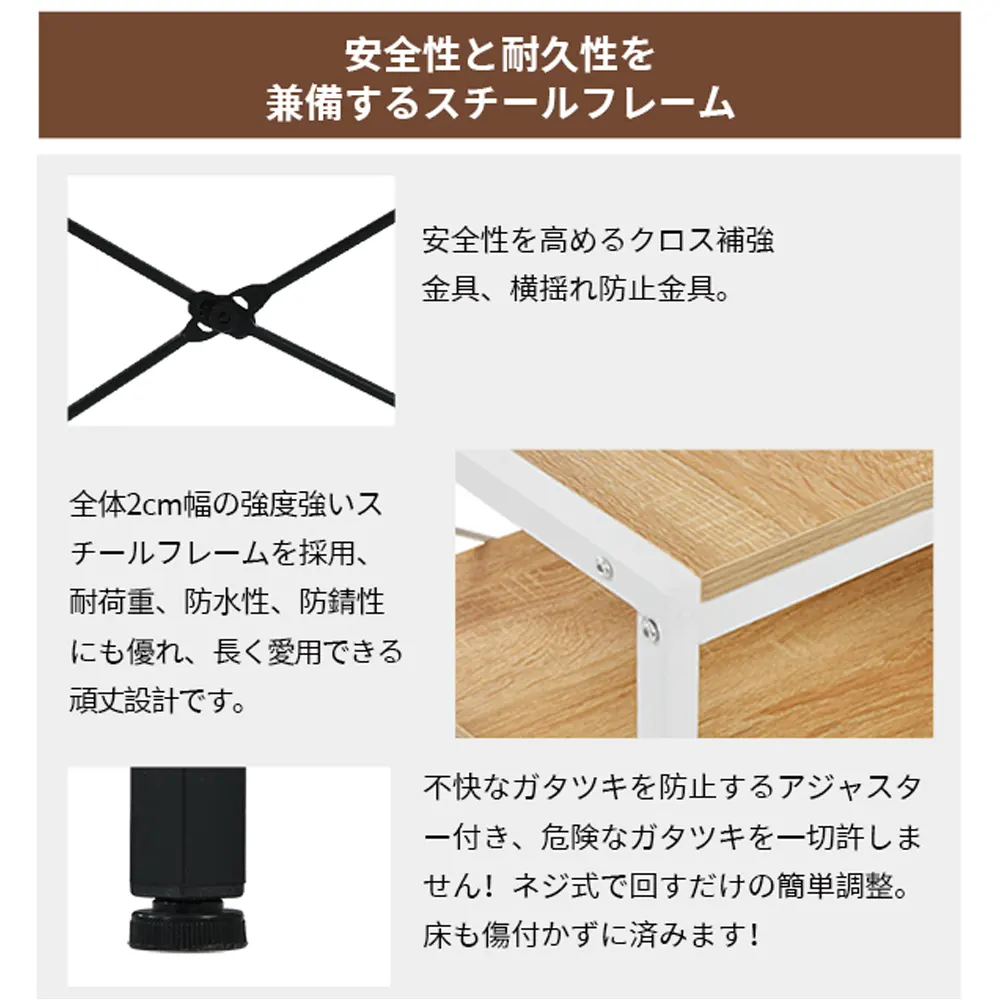 安全性と耐久性を
兼備するスチールフレーム
安全性を高めるクロス補強
金具、横揺れ防止金具。
全体2cm幅の強度強いス
チールフレームを採用、
耐荷重、防水性、防錆性
にも優れ、長く愛用できる
頑丈設計です。
不快なガタツキを防止するアジャスタ
ー付き、危険なガタツキを一切許しま
せん！ネジ式で回すだけの簡単調整。
床も傷付かずに済みます！